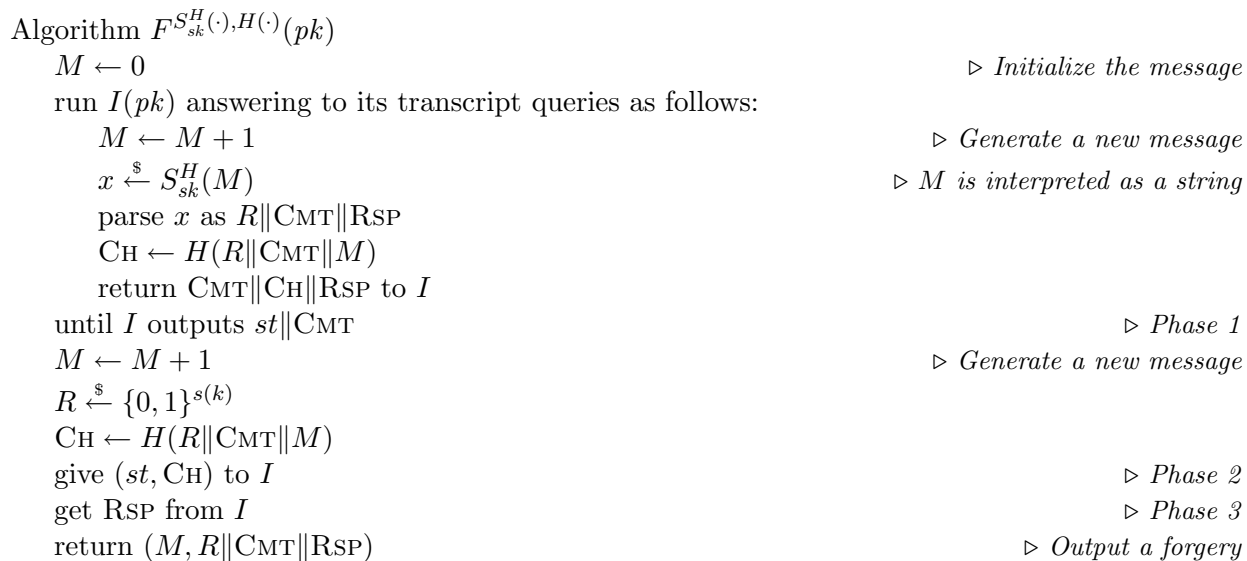 Algorithm F^{S^H_{sk}(·),H(·)}(pk)
M ← 0 ▷ Initialize the message
run I(pk) answering to its transcript queries as follows:
M ← M + 1 ▷ Generate a new message
x ←$ S^H_{sk}(M) ▷ M is interpreted as a string
parse x as R∥CMT∥RSP
CH ← H(R∥CMT∥M)
return CMT∥CH∥RSP to I
until I outputs st∥CMT ▷ Phase 1
M ← M + 1 ▷ Generate a new message
R ←$ {0, 1}^{s(k)}
CH ← H(R∥CMT∥M)
give (st, CH) to I ▷ Phase 2
get RSP from I ▷ Phase 3
return (M, R∥CMT∥RSP) ▷ Output a forgery